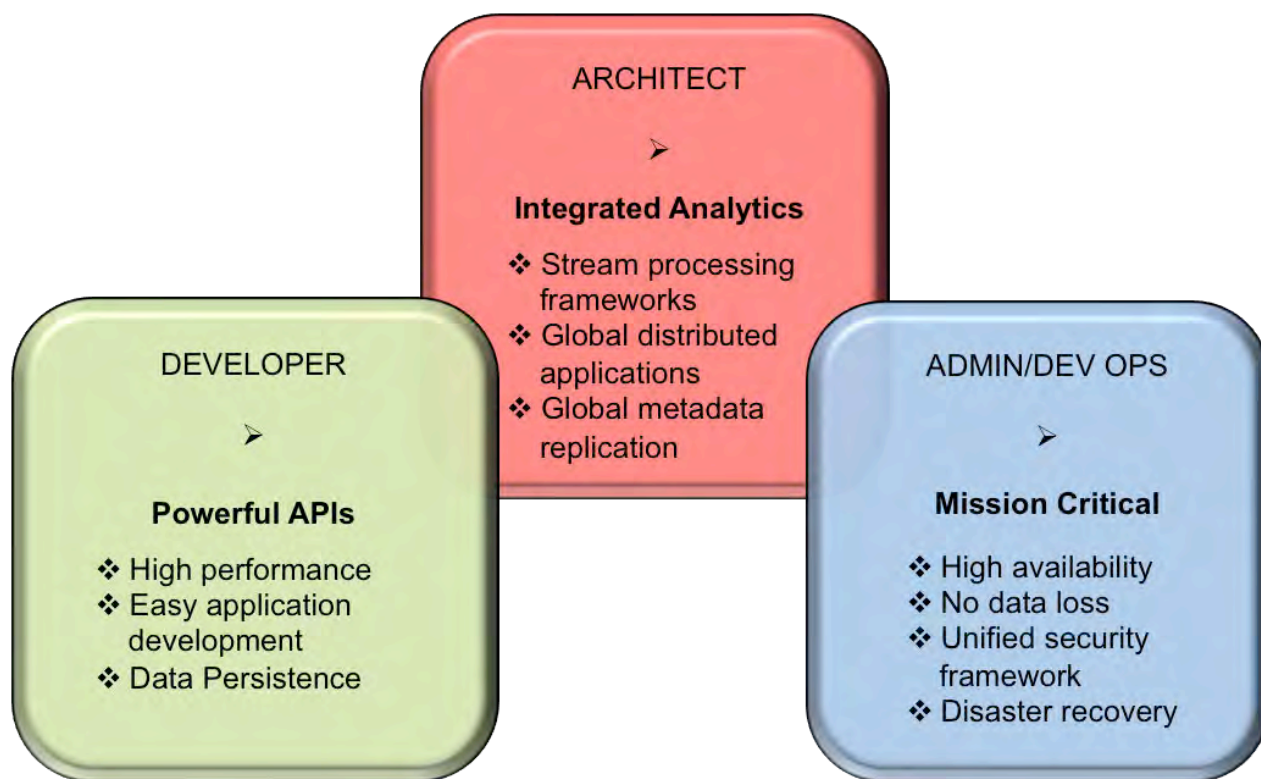 ARCHITECT
➢
Integrated Analytics
❖ Stream processing
frameworks
❖ Global distributed
applications
❖ Global metadada
replication
DEVELOPER
➢
Powerful APIs
❖ High performance
❖ Easy application
development
❖ Data Persistence
ADMIN/DEV OPS
➢
Mission Critical
❖ High availability
❖ No data loss
❖ Unified security
framework
❖ Disaster recovery